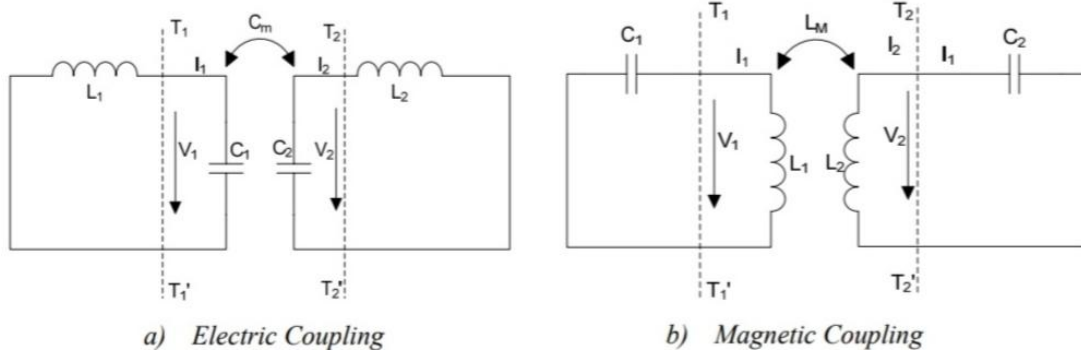 T₁ Cₘ T₂
I₁ I₂
L₁ L₂
V₁ C₁ C₂ V₂
T₁' T₂'
a) Electric Coupling
T₁ L_M T₂
C₁ I₁ I₂ I₁ C₂
V₁ L₁ L₂ V₂
T₁' T₂'
b) Magnetic Coupling